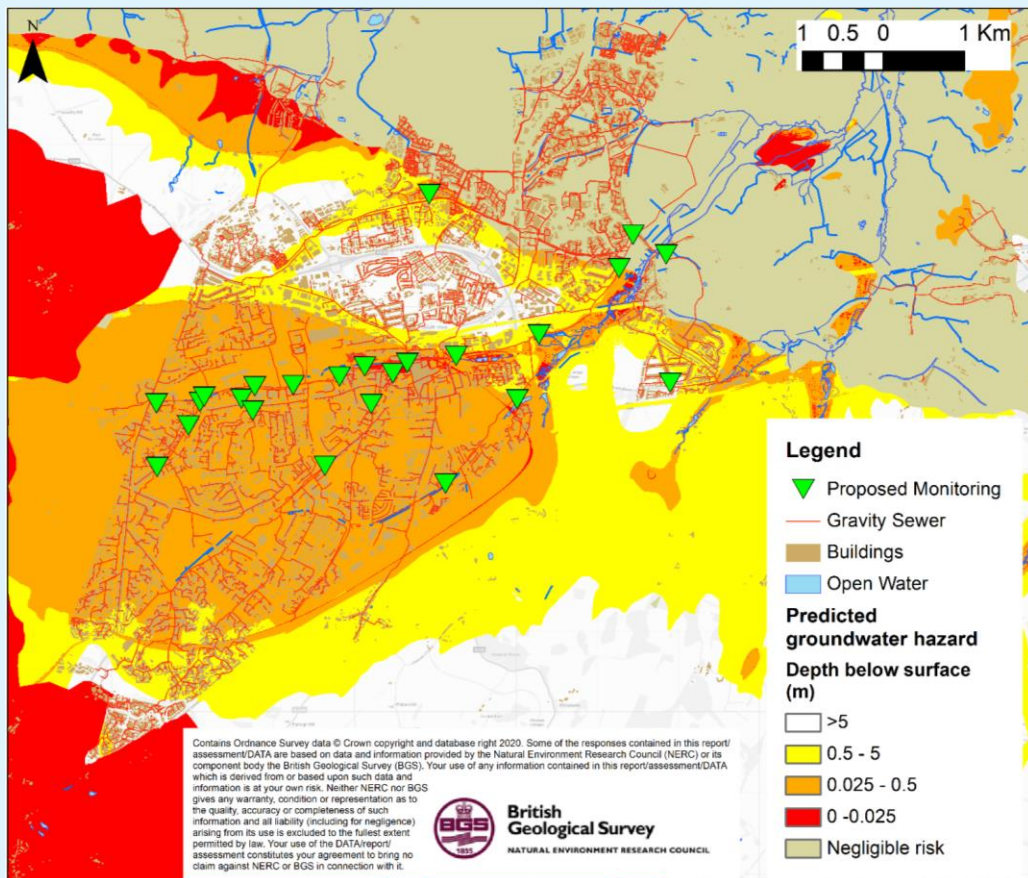 N
1 0.5 0 1 Km
Legend
Proposed Monitoring
Gravity Sewer
Buildings
Open Water
Predicted
groundwater hazard
Depth below surface
(m)
>5
0.5 - 5
0.025 - 0.5
0 -0.025
Negligible risk
Contains Ordnance Survey data © Crown copyright and database right 2020. Some of the responses contained in this report/
assessment/DATA are based on data and information provided by the Natural Environment Research Council (NERC) or its
component body the British Geological Survey (BGS). Your use of any information contained in this report/assessment/DATA
which is derived from or based upon such data and
information is at your own risk. Neither NERC nor BGS
gives any warranty, condition or representation as to
the quality, accuracy or completeness of such
information and all liability (including for negligence)
arising from its use is excluded to the fullest extent
permitted by law. Your use of the DATA/report/
assessment constitutes your agreement to bring no
claim against NERC or BGS in connection with it.
BGS
1835
British
Geological Survey
NATURAL ENVIRONMENT RESEARCH COUNCIL